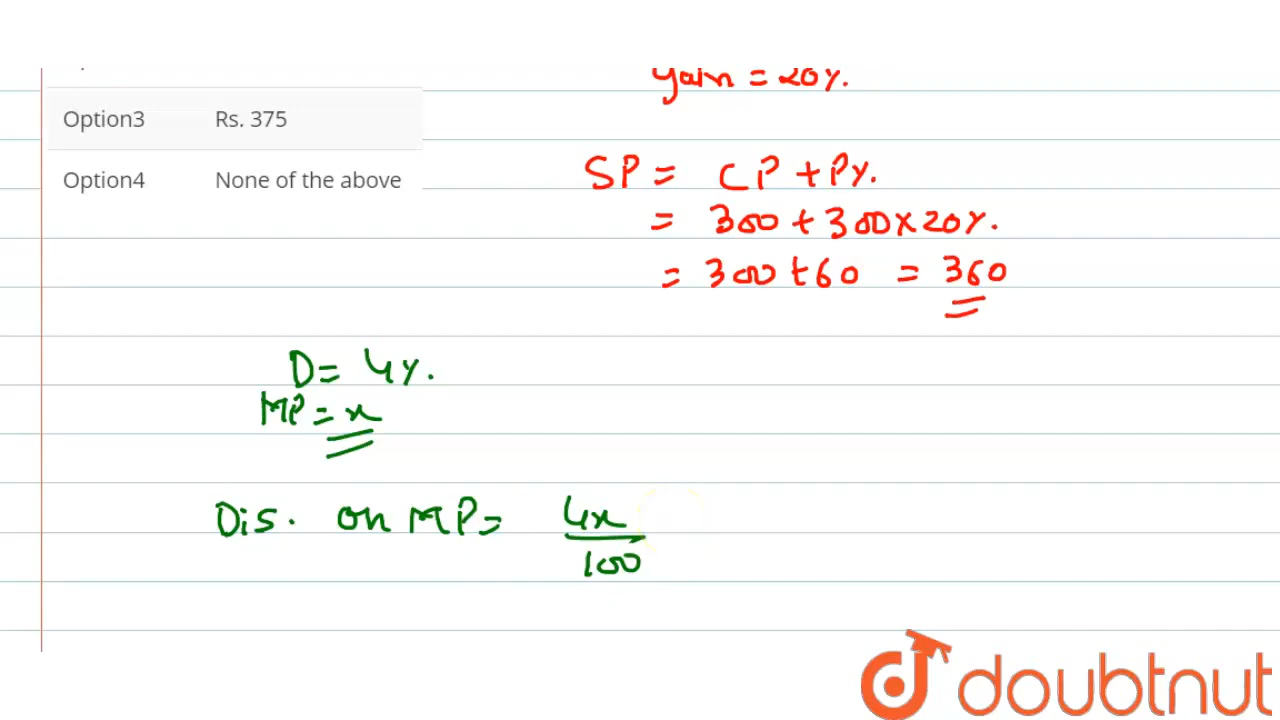 gain = 20%.
Option3 Rs. 375
SP = CP + P%.
Option4 None of the above
= 300 + 300 x 20%.
= 300 + 60 = 360
D = 4%.
MP = x
Dis. on MP = 4x
100
doubtnut